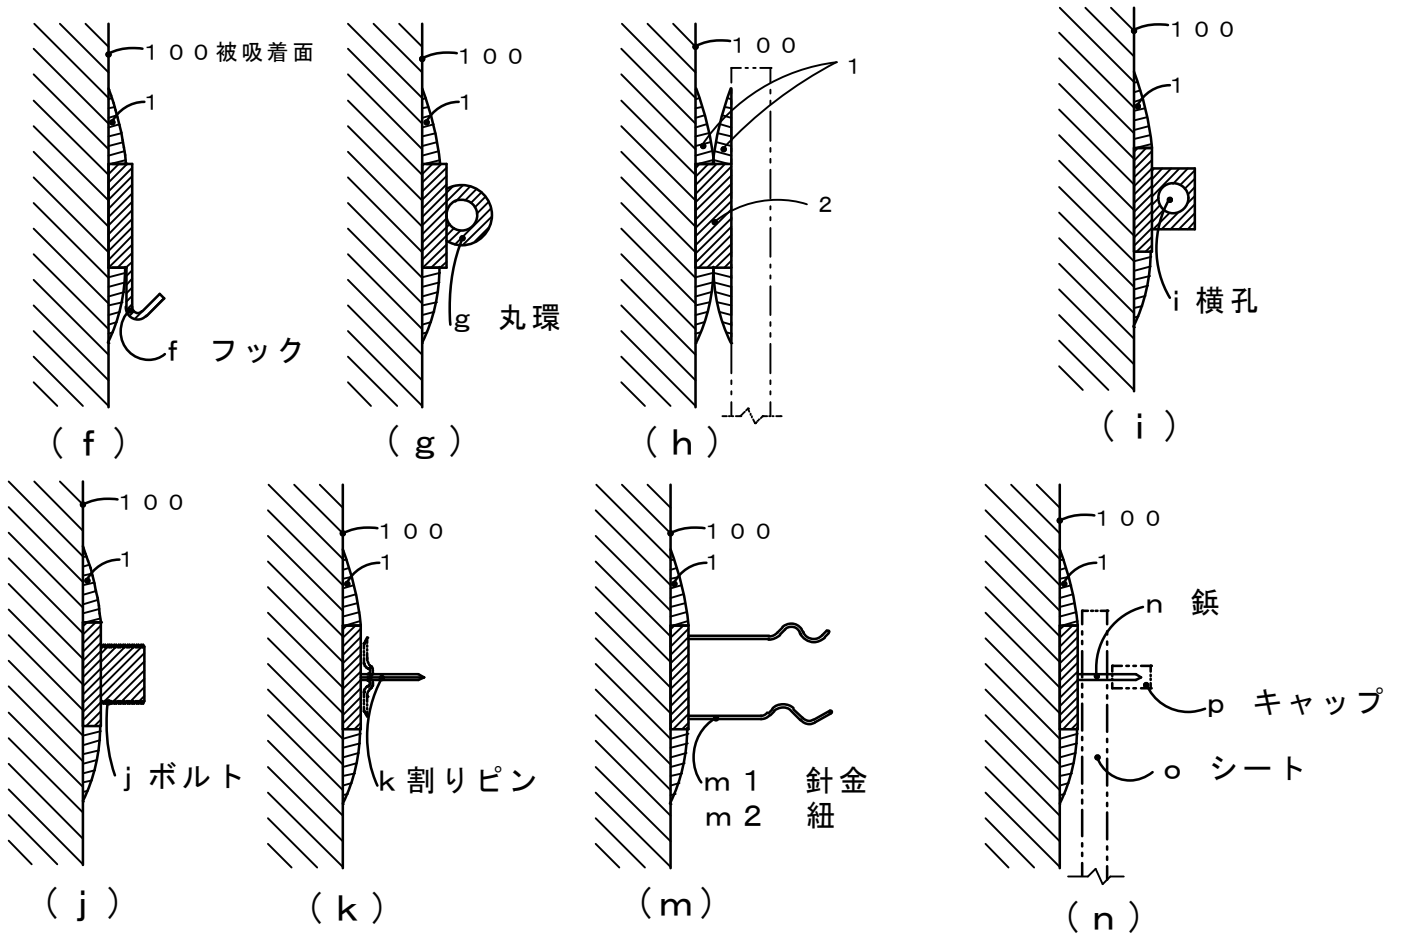 １００被吸着面
1
f フック
(f)
１００
1
g 丸環
(g)
１００
1
2
(h)
１００
1
i 横孔
(i)
１００
1
j ボルト
(j)
１００
1
k 割りピン
(k)
１００
1
m1 針金
m2 紐
(m)
１００
1
n 鋲
p キャップ
o シート
(n)